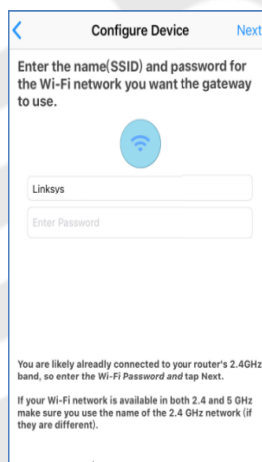 Configure Device
Next
Enter the name(SSID) and password for
the Wi-Fi network you want the gateway
to use.
Linksys
Enter Password
You are likely alreadly connected to your router's 2.4GHz
band, so enter the Wi-Fi Password and tap Next.
If your Wi-Fi network is available in both 2.4 and 5 GHz
make sure you use the name of the 2.4 GHz network (if
they are different).